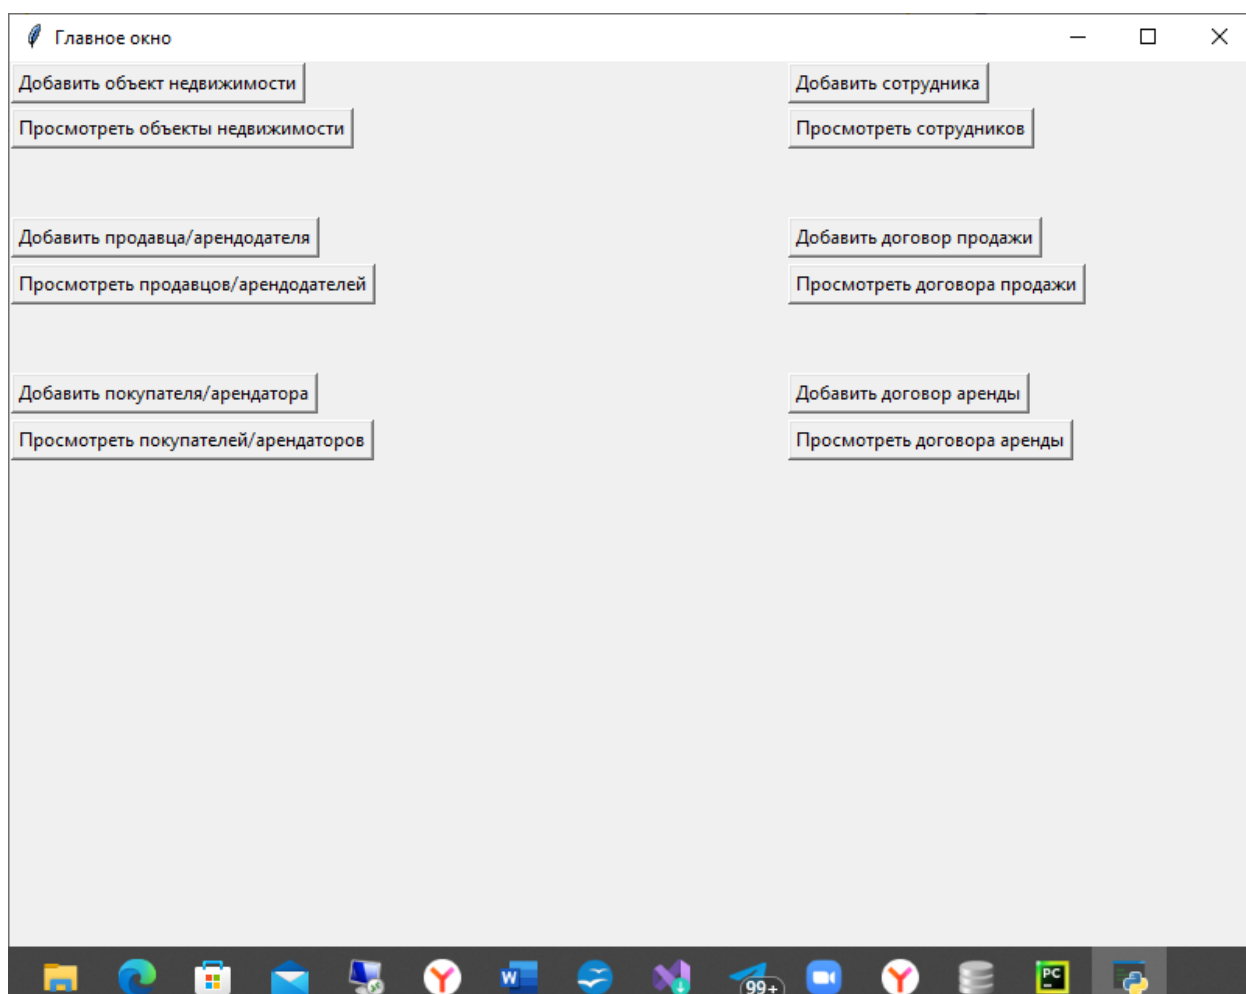 Главное окно
Добавить объект недвижимости
Просмотреть объекты недвижимости
Добавить продавца/арендодателя
Просмотреть продавцов/арендодателей
Добавить покупателя/арендатора
Просмотреть покупателей/арендаторов
Добавить сотрудника
Просмотреть сотрудников
Добавить договор продажи
Просмотреть договора продажи
Добавить договор аренды
Просмотреть договора аренды
W
99+
PC